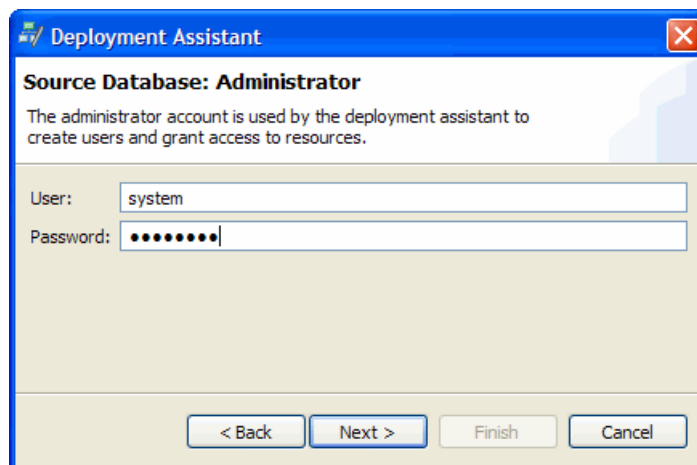 Deployment Assistant
Source Database: Administrator
The administrator account is used by the deployment assistant to
create users and grant access to resources.
User: system
Password: ●●●●●●●●
< Back Next > Finish Cancel